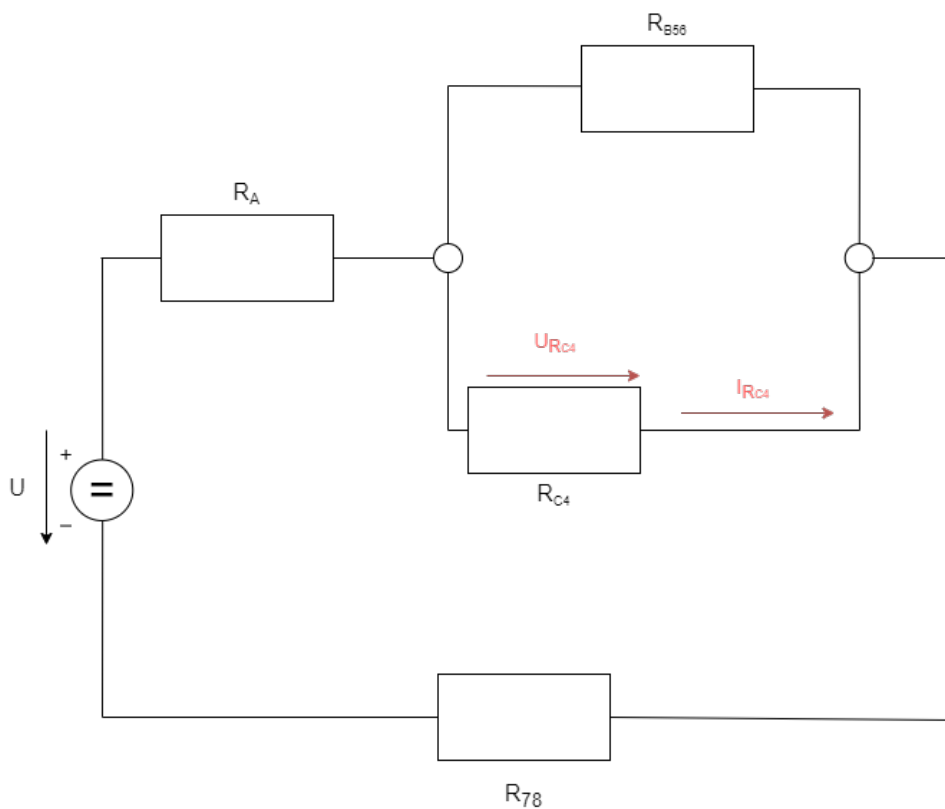 R_B56
R_A
U_RC4
I_RC4
+
U
=
–
R_C4
R_78